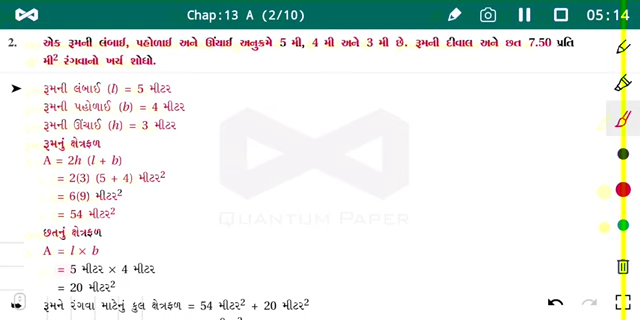 Chap:13 A (2/10)
05:14
2. એક રૂમની લંબાઈ, પહોળાઈ અને ઊંચાઈ અનુક્રમે 5 મી, 4 મી અને 3 મી છે. રૂમની દીવાલ અને છત 7.50 પ્રતિ
મી² રંગવાનો ખર્ચ શોધો.
➤ રૂમની લંબાઈ (l) = 5 મીટર
રૂમની પહોળાઈ (b) = 4 મીટર
રૂમની ઊંચાઈ (h) = 3 મીટર
રૂમનું ક્ષેત્રફળ
A = 2h (l + b)
= 2(3) (5 + 4) મીટર²
= 6(9) મીટર²
= 54 મીટર²
છતનું ક્ષેત્રફળ
A = l × b
= 5 મીટર × 4 મીટર
= 20 મીટર²
રૂમને રંગવા માટેનું કુલ ક્ષેત્રફળ = 54 મીટર² + 20 મીટર²
QUANTUM PAPER